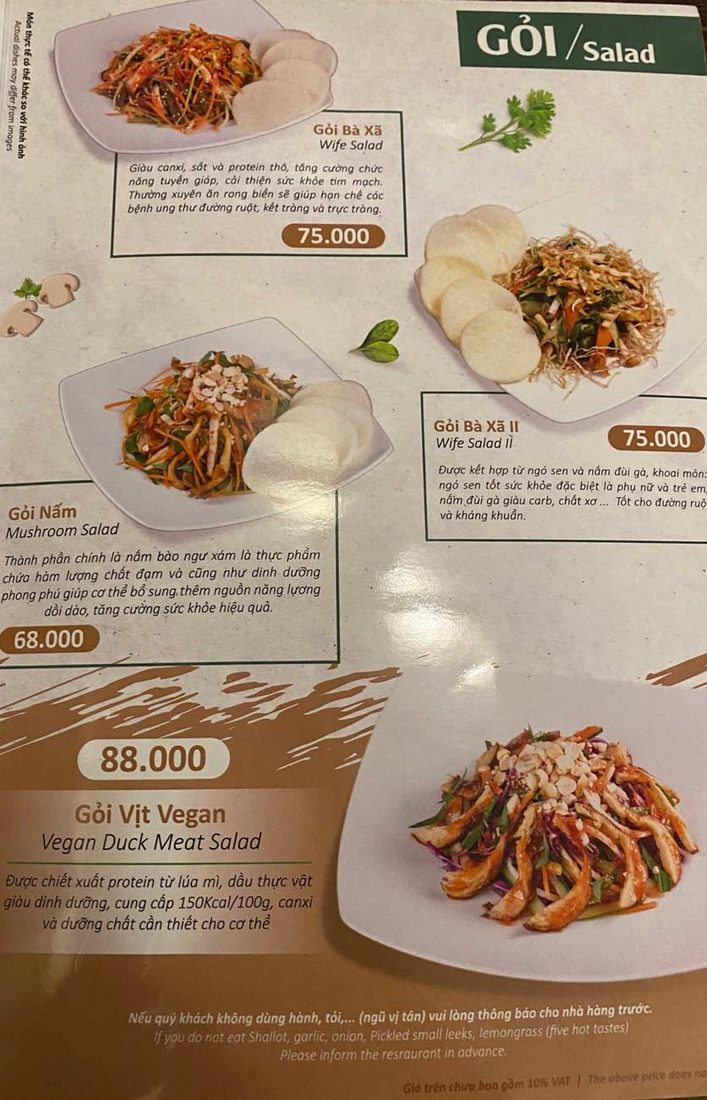 GỎI / Salad
Món thực tế có thể khác so với hình ảnh
Actual dishes may differ from images
Gỏi Bà Xã
Wife Salad
Giàu canxi, sắt và protein thô, tăng cường chức
năng tuyến giáp, cải thiện sức khỏe tim mạch.
Thường xuyên ăn rong biển sẽ giúp hạn chế các
bệnh ung thư đường ruột, kết tràng và trực tràng.
75.000
Gỏi Bà Xã II
Wife Salad II
75.000
Được kết hợp từ ngó sen và nấm đùi gà, khoai môn:
ngó sen tốt sức khỏe đặc biệt là phụ nữ và trẻ em,
nấm đùi gà giàu carb, chất xơ ... Tốt cho đường ruộ
và kháng khuẩn.
Gỏi Nấm
Mushroom Salad
Thành phần chính là nấm bào ngư xám là thực phẩm
chứa hàm lượng chất đạm và cũng như dinh dưỡng
phong phú giúp cơ thể bổ sung thêm nguồn năng lượng
dồi dào, tăng cường sức khỏe hiệu quả.
68.000
88.000
Gỏi Vịt Vegan
Vegan Duck Meat Salad
Được chiết xuất protein từ lúa mì, dầu thực vật
giàu dinh dưỡng, cung cấp 150Kcal/100g, canxi
và dưỡng chất cần thiết cho cơ thể
Nếu quý khách không dùng hành, tỏi,... (ngũ vị tân) vui lòng thông báo cho nhà hàng trước.
If you do not eat Shallot, garlic, onion, Pickled small leeks, lemongrass (five hot tastes)
Please inform the resraurant in advance.
Giá trên chưa bao gồm 10% VAT | The above price does no